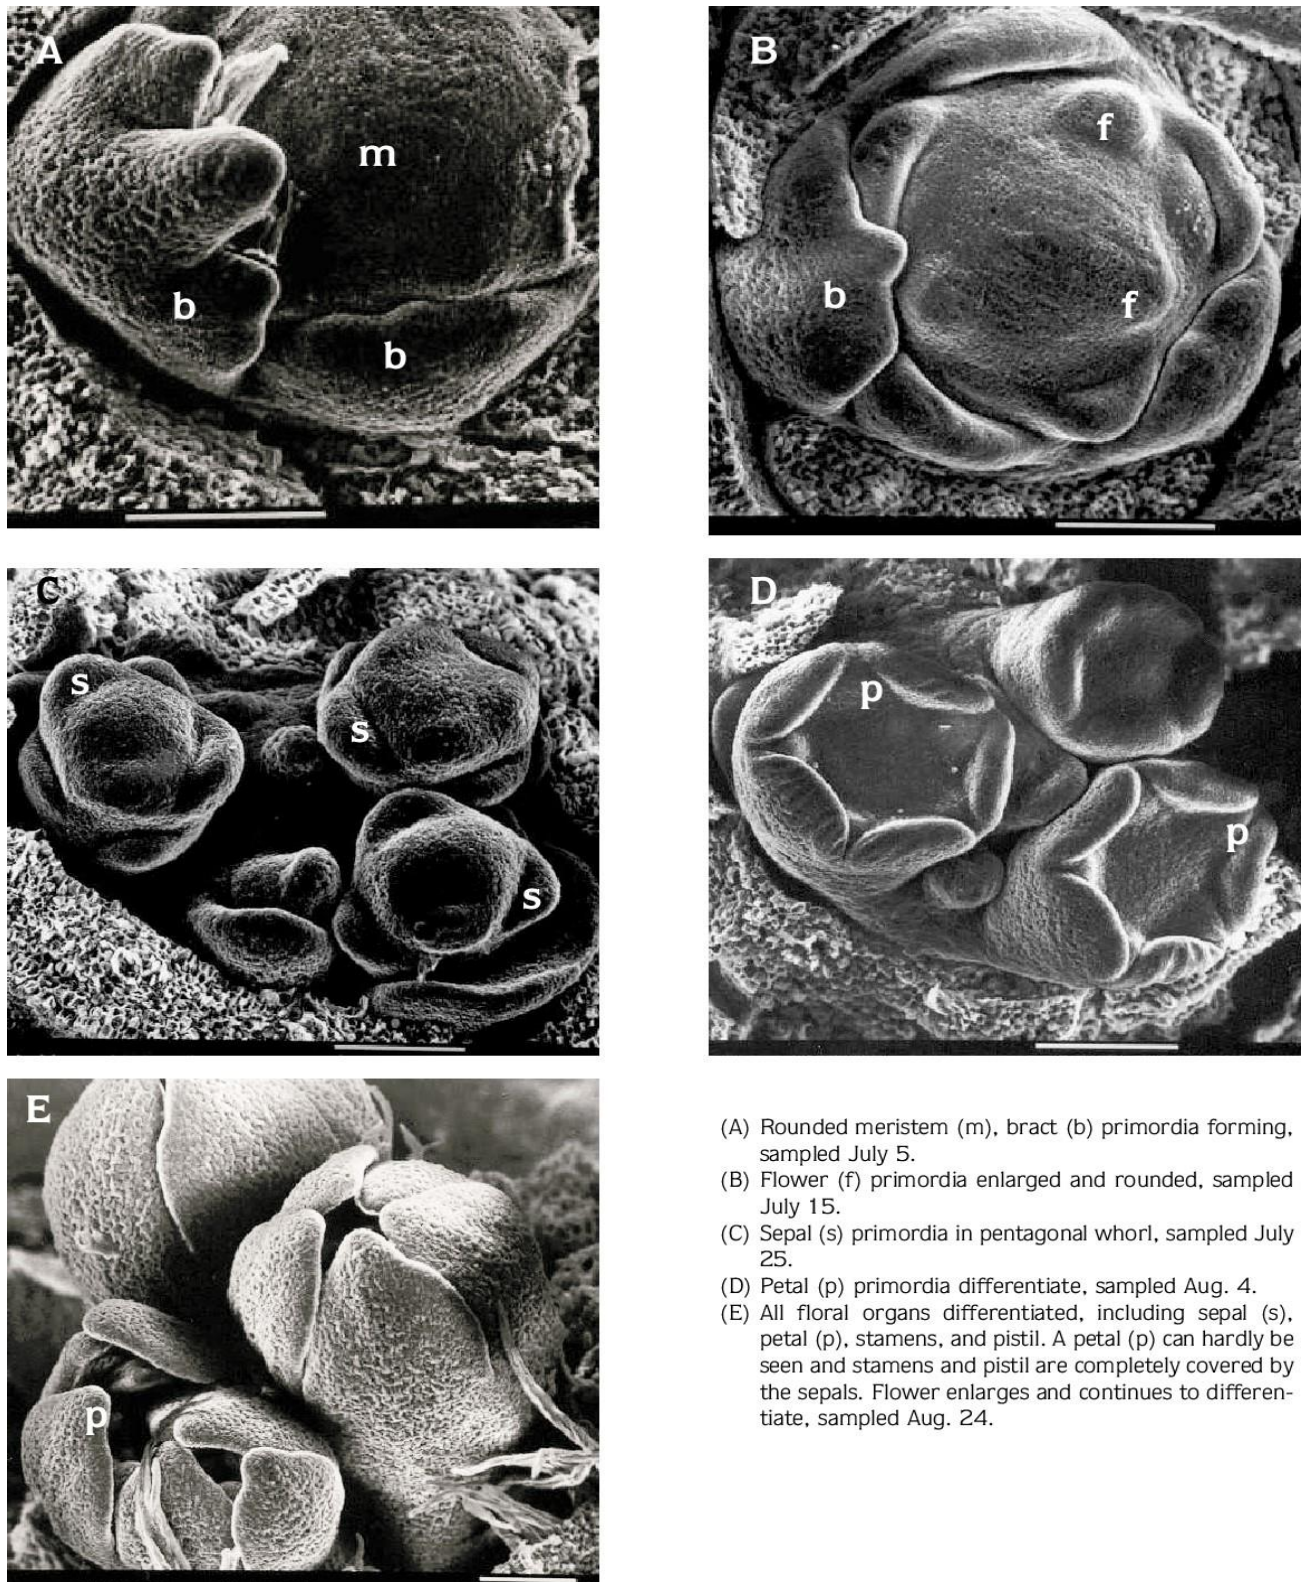 A
m
b
b
B
f
b
f
C
s
s
s
D
p
p
E
p
(A) Rounded meristem (m), bract (b) primordia forming,
sampled July 5.
(B) Flower (f) primordia enlarged and rounded, sampled
July 15.
(C) Sepal (s) primordia in pentagonal whorl, sampled July
25.
(D) Petal (p) primordia differentiate, sampled Aug. 4.
(E) All floral organs differentiated, including sepal (s),
petal (p), stamens, and pistil. A petal (p) can hardly be
seen and stamens and pistil are completely covered by
the sepals. Flower enlarges and continues to differen-
tiate, sampled Aug. 24.